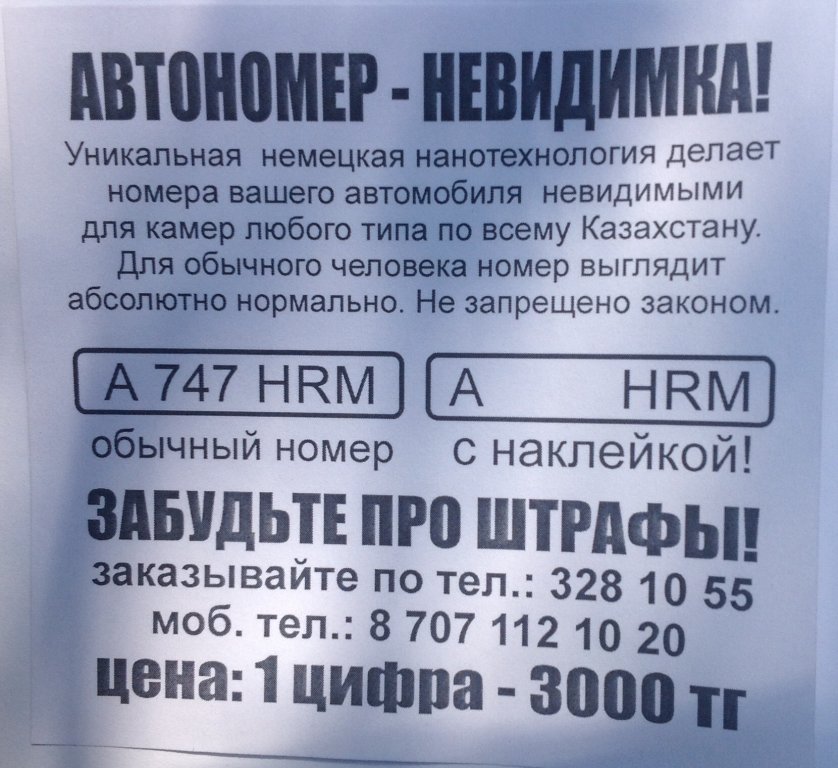 АВТОНОМЕР - НЕВИДИМКА!
Уникальная немецкая нанотехнология делает
номера вашего автомобиля невидимыми
для камер любого типа по всему Казахстану.
Для обычного человека номер выглядит
абсолютно нормально. Не запрещено законом.
А 747 HRM А HRM
обычный номер с наклейкой!
ЗАБУДЬТЕ ПРО ШТРАФЫ!
заказывайте по тел.: 328 10 55
моб. тел.: 8 707 112 10 20
цена: 1 цифра - 3000 тг